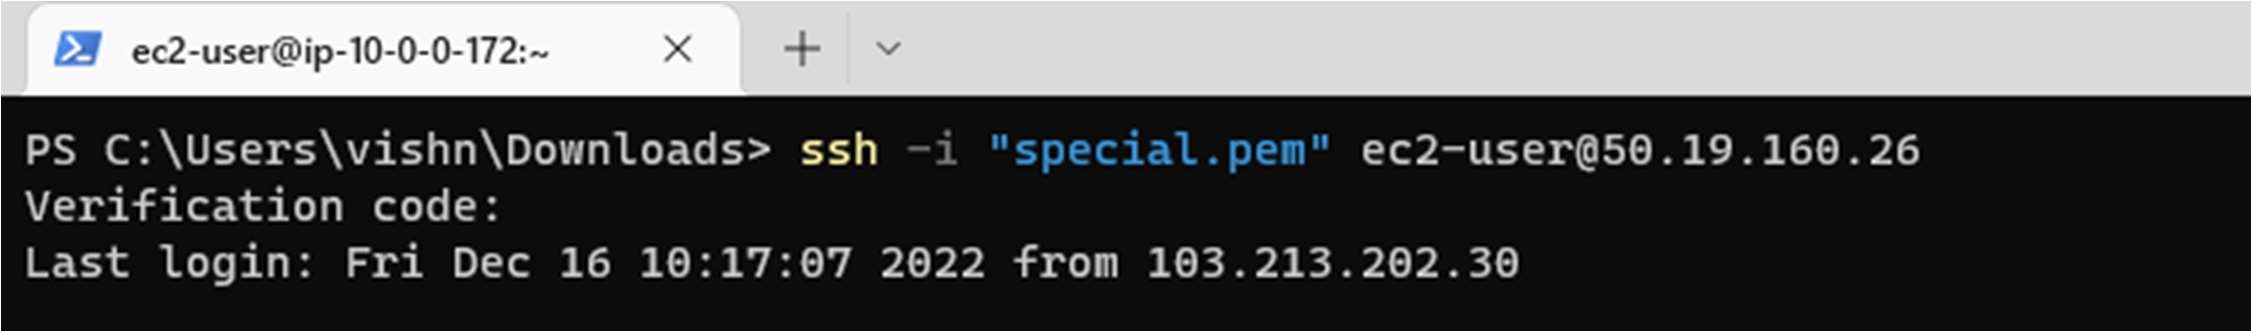 ec2-user@ip-10-0-0-172:~
PS C:\Users\vishn\Downloads> ssh -i "special.pem" ec2-user@50.19.160.26
Verification code:
Last login: Fri Dec 16 10:17:07 2022 from 103.213.202.30